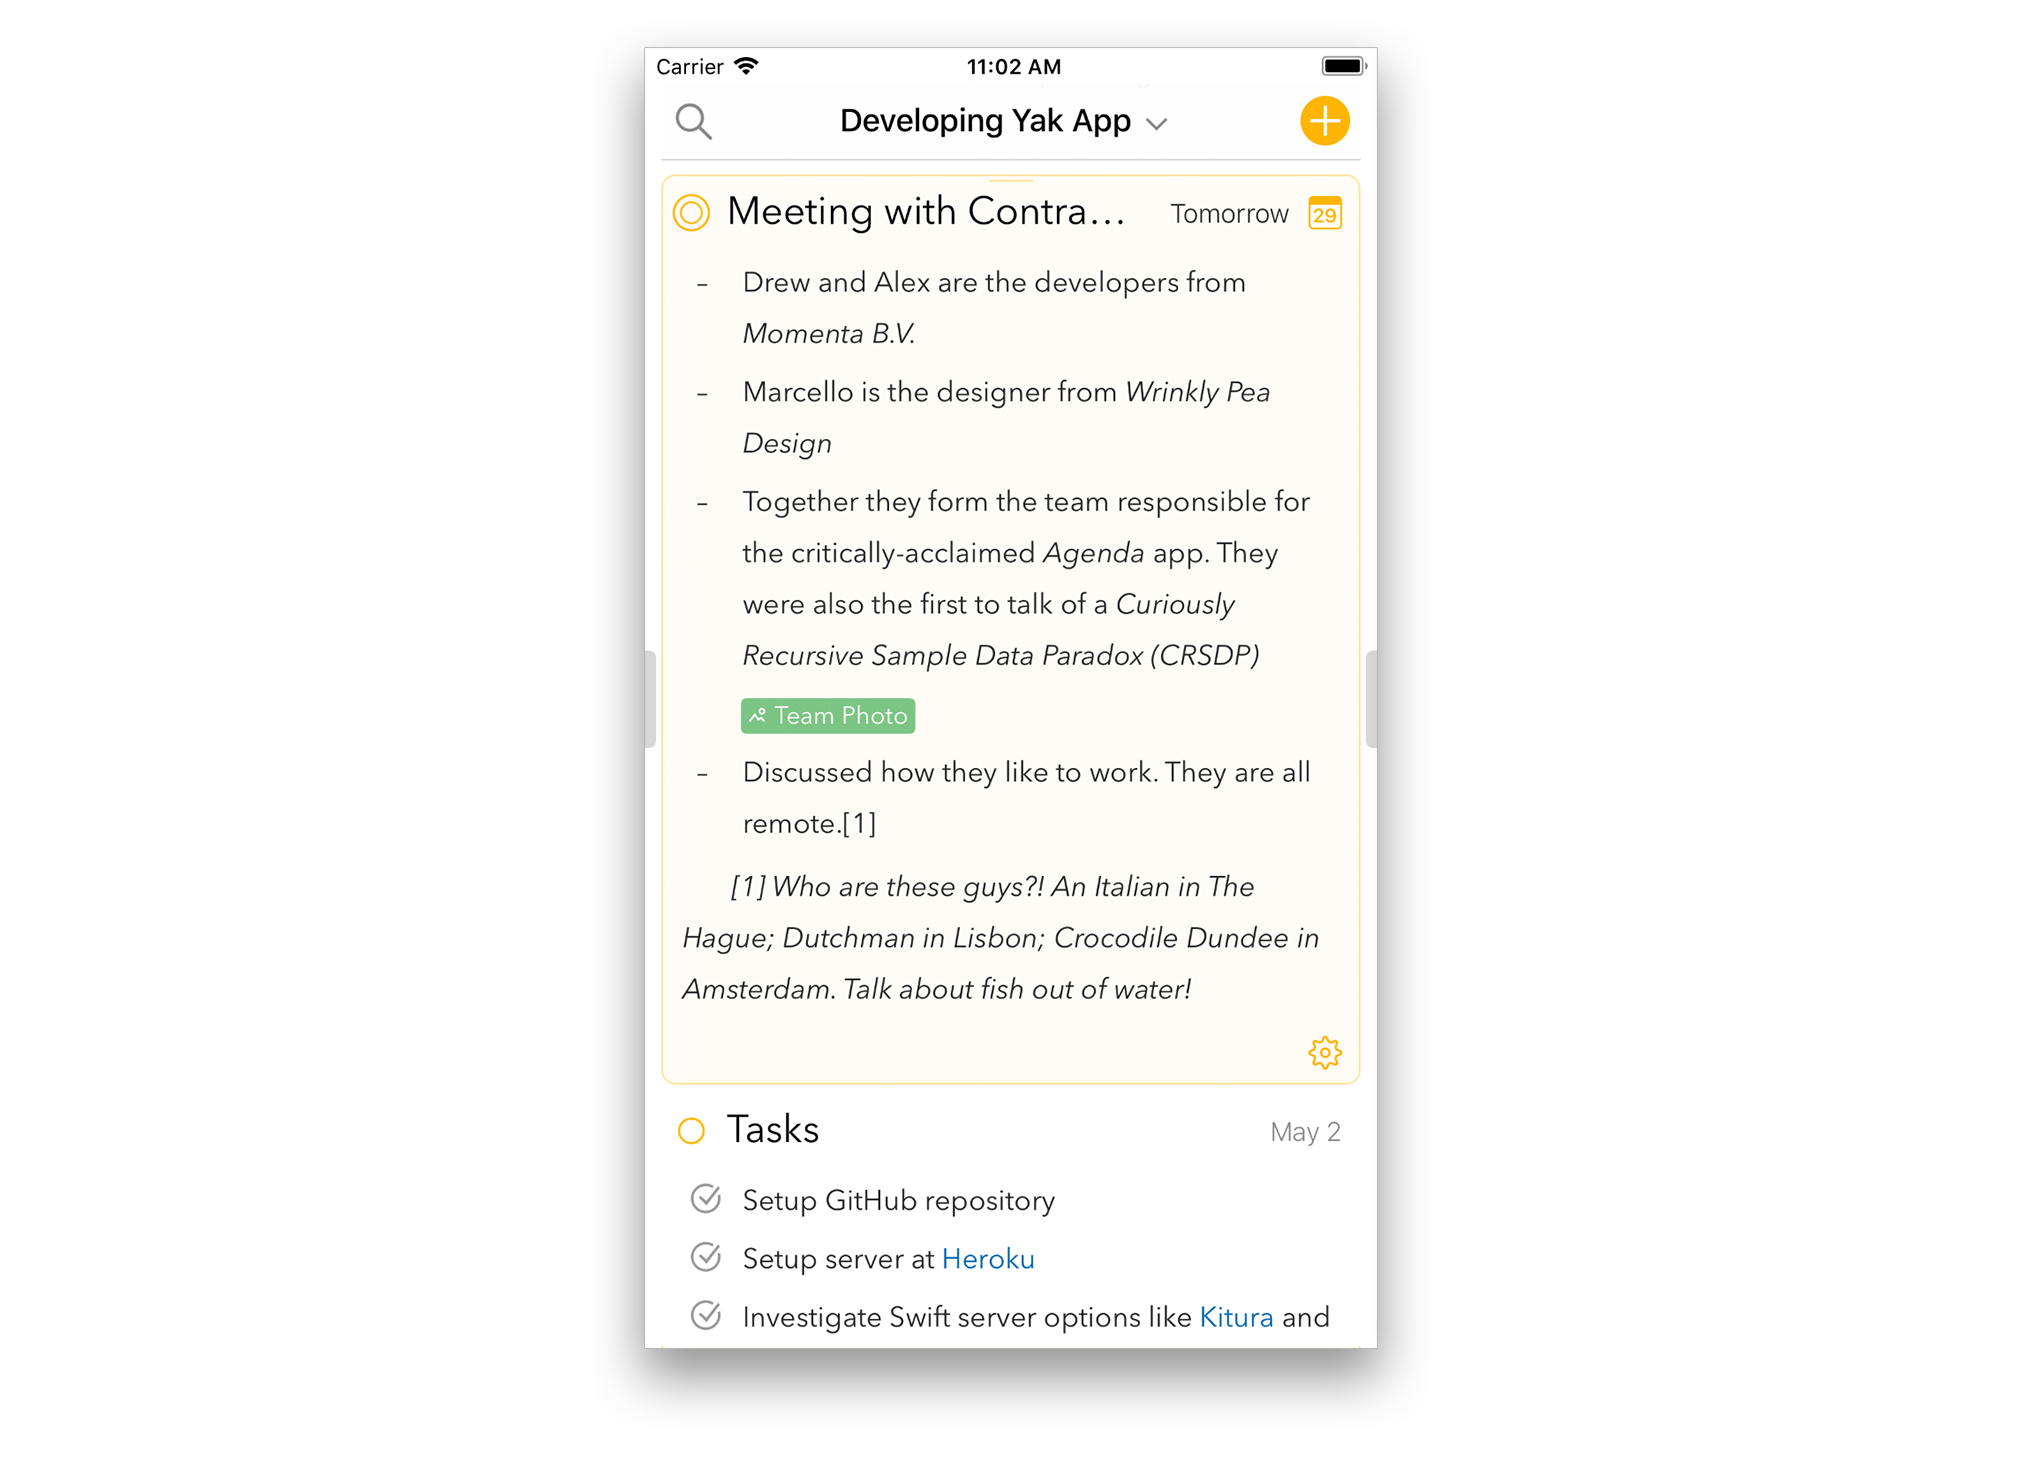 Carrier 11:02 AM
Developing Yak App
Meeting with Contra... Tomorrow 29
- Drew and Alex are the developers from
Momenta B.V.
- Marcello is the designer from Wrinkly Pea
Design
- Together they form the team responsible for
the critically-acclaimed Agenda app. They
were also the first to talk of a Curiously
Recursive Sample Data Paradox (CRSDP)
Team Photo
- Discussed how they like to work. They are all
remote.[1]
[1] Who are these guys?! An Italian in The
Hague; Dutchman in Lisbon; Crocodile Dundee in
Amsterdam. Talk about fish out of water!
Tasks May 2
Setup GitHub repository
Setup server at Heroku
Investigate Swift server options like Kitura and